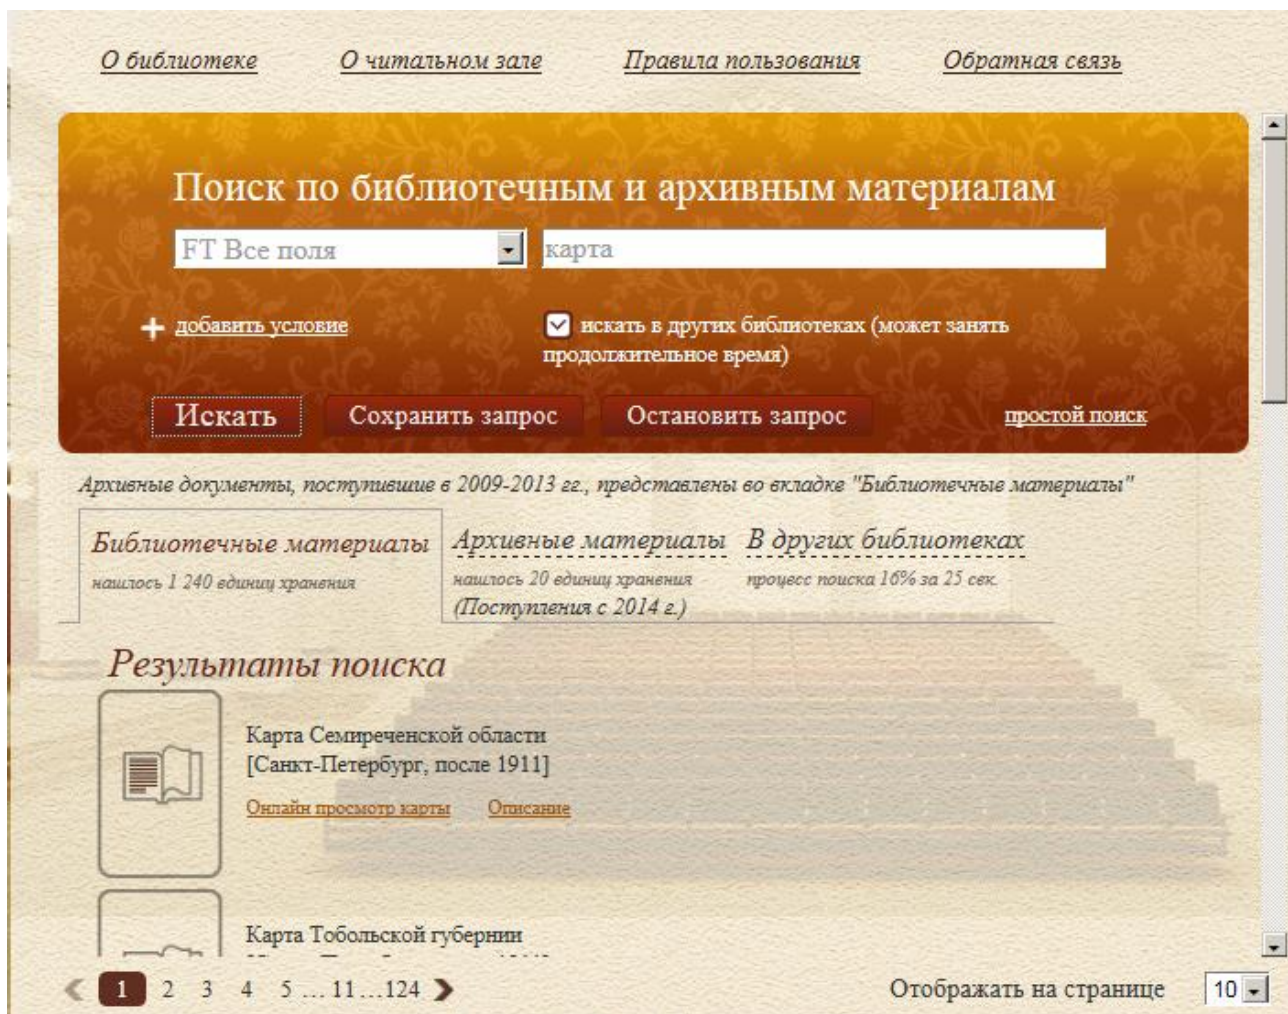 О библиотеке О читальном зале Правила пользования Обратная связь
Поиск по библиотечным и архивным материалам
FT Все поля карта
добавить условие искать в других библиотеках (может занять
продолжительное время)
Искать Сохранить запрос Остановить запрос простой поиск
Архивные документы, поступившие в 2009-2013 гг., представлены во вкладке "Библиотечные материалы"
Библиотечные материалы Архивные материалы В других библиотеках
нашлось 1 240 единиц хранения нашлось 20 единиц хранения процесс поиска 16% за 25 сек.
(Поступления с 2014 г.)
Результаты поиска
Карта Семиреченской области
[Санкт-Петербург, после 1911]
Онлайн просмотр карты Описание
Карта Тобольской губернии
1 2 3 4 5 ... 11 ...124 Отображать на странице 10